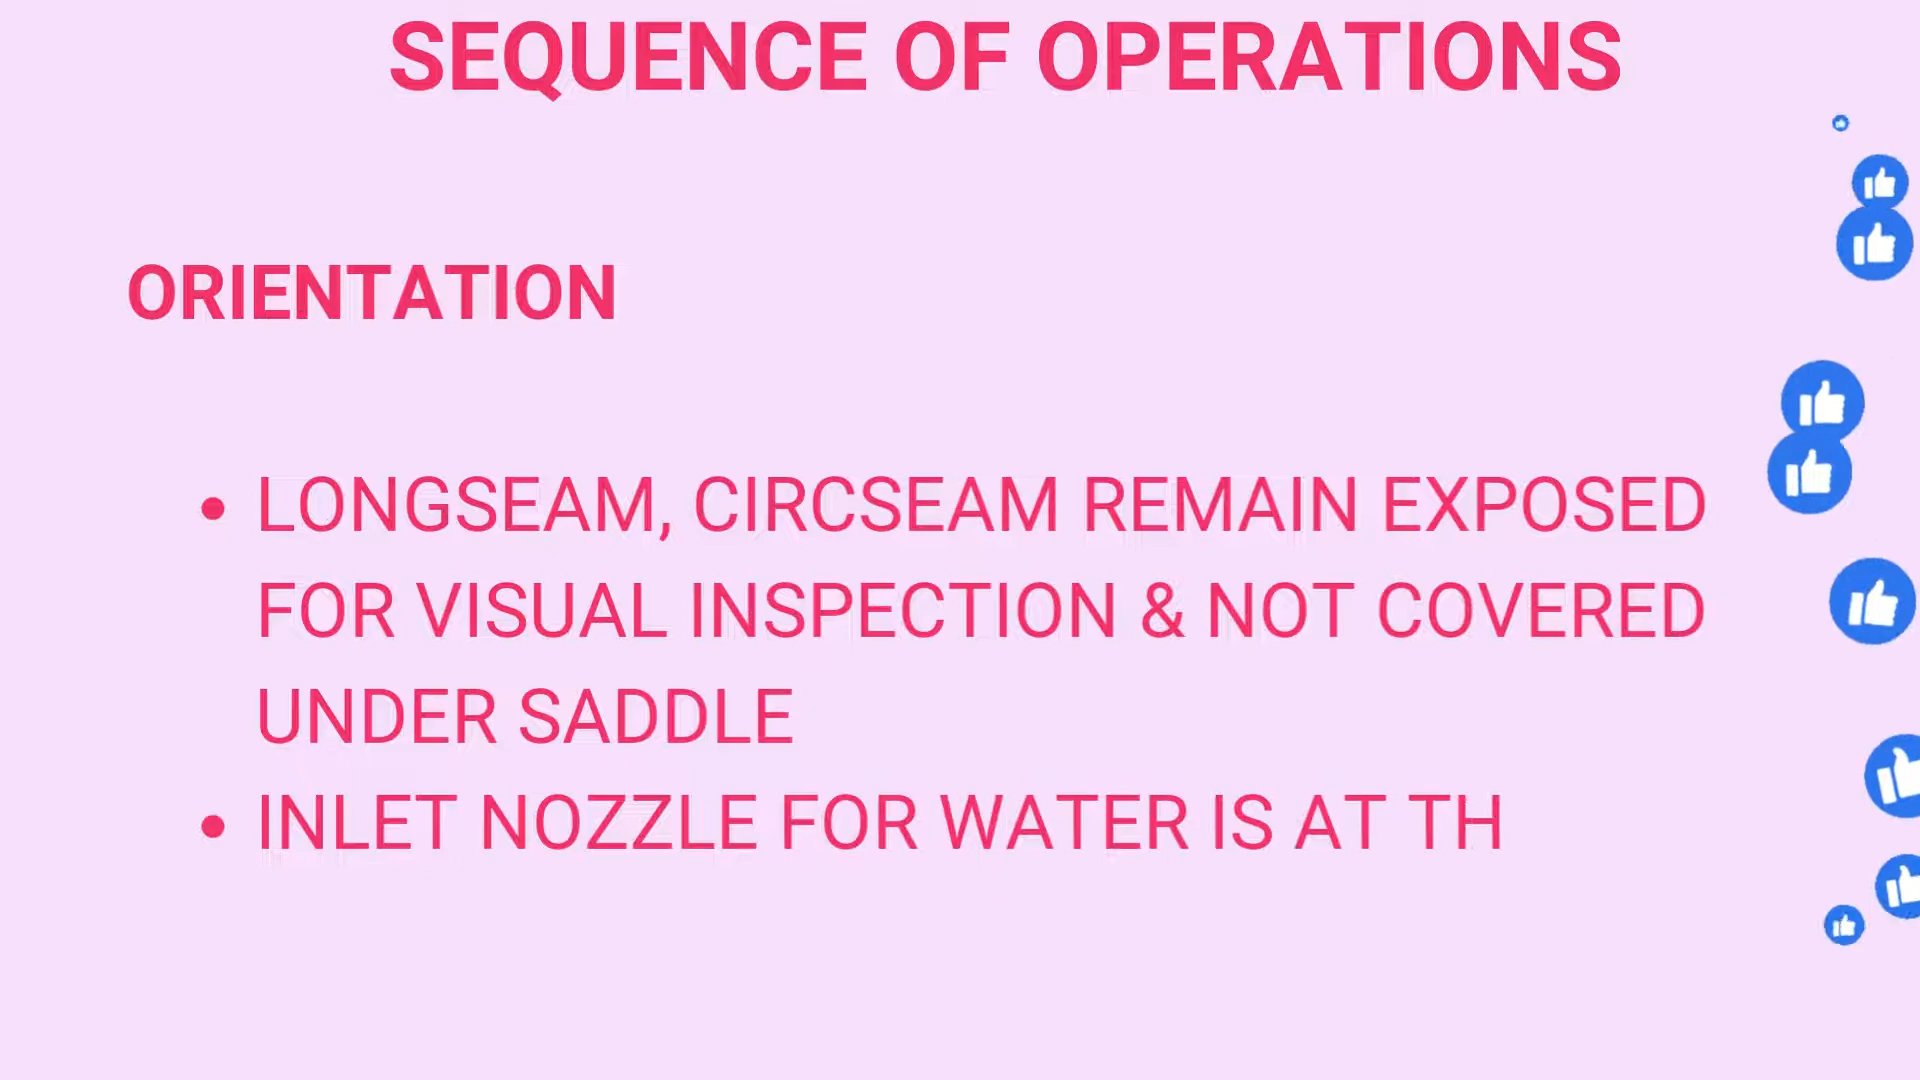 SEQUENCE OF OPERATIONS
ORIENTATION
• LONGSEAM, CIRCSEAM REMAIN EXPOSED
FOR VISUAL INSPECTION & NOT COVERED
UNDER SADDLE
• INLET NOZZLE FOR WATER IS AT TH